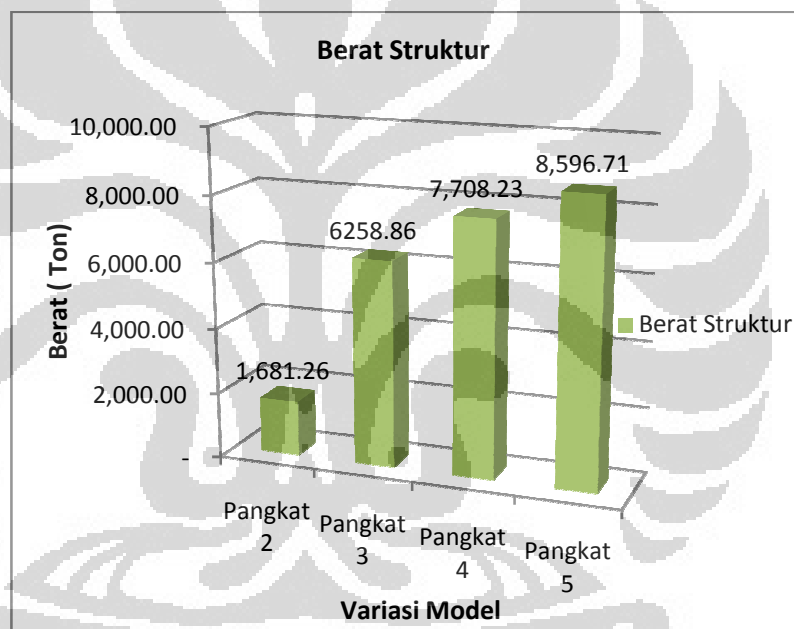 Berat Struktur
10,000.00
8,000.00
6,000.00
4,000.00
2,000.00
-
Berat ( Ton)
1,681.26
6258.86
7,708.23
8,596.71
Berat Struktur
Pangkat
2
Pangkat
3
Pangkat
4
Pangkat
5
Variasi Model